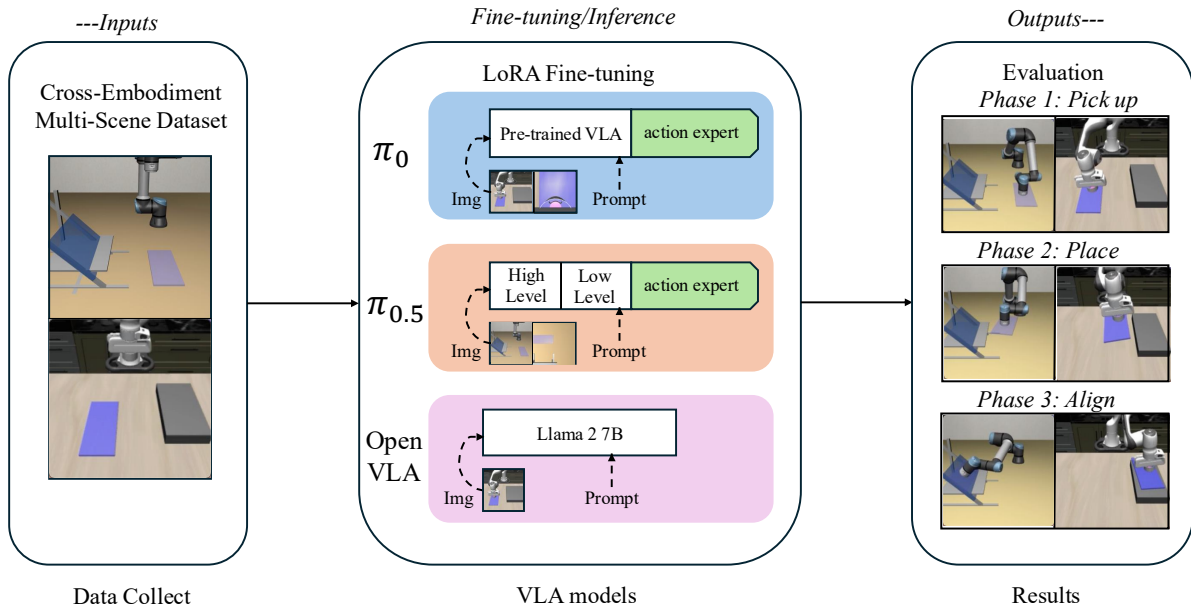 ---Inputs
Cross-Embodiment
Multi-Scene Dataset
Data Collect
Fine-tuning/Inference
LoRA Fine-tuning
π₀
Pre-trained VLA
action expert
Img
Prompt
π₀.₅
High
Level
Low
Level
action expert
Img
Prompt
Open
VLA
Llama 2 7B
Img
Prompt
VLA models
Outputs---
Evaluation
Phase 1: Pick up
Phase 2: Place
Phase 3: Align
Results